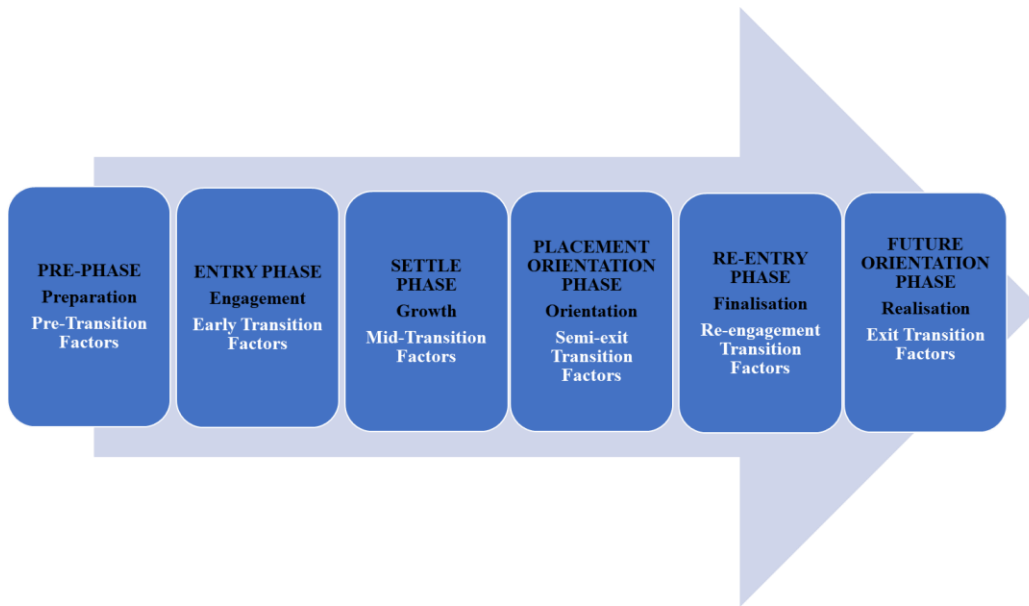 PRE-PHASE
Preparation
Pre-Transition
Factors
ENTRY PHASE
Engagement
Early Transition
Factors
SETTLE
PHASE
Growth
Mid-Transition
Factors
PLACEMENT
ORIENTATION
PHASE
Orientation
Semi-exit
Transition
Factors
RE-ENTRY
PHASE
Finalisation
Re-engagement
Transition
Factors
FUTURE
ORIENTATION
PHASE
Realisation
Exit Transition
Factors